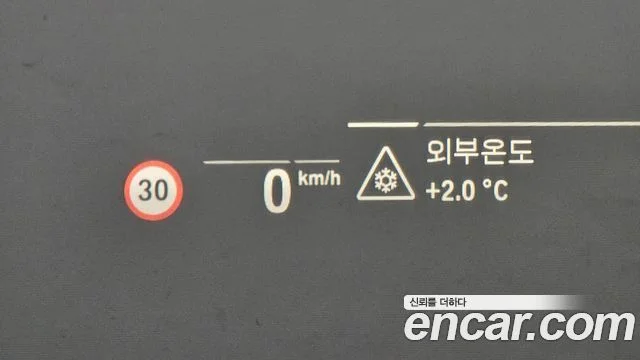 30
0 km/h
외부온도
+2.0 °C
신뢰를 더하다
encar.com